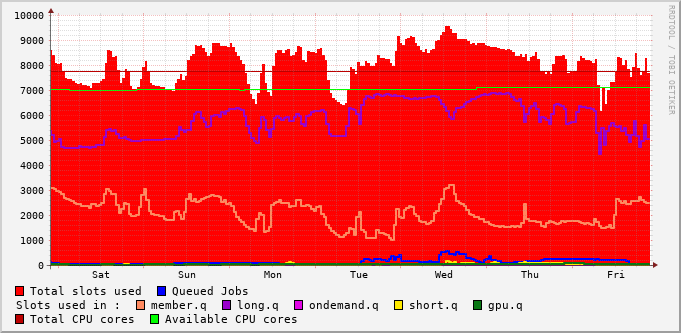 10000
9000
8000
7000
6000
5000
4000
3000
2000
1000
0
Sat Sun Mon Tue Wed Thu Fri
RRDTOOL / TOBI OETIKER
Total slots used Queued Jobs
Slots used in : member.q long.q ondemand.q short.q gpu.q
Total CPU cores Available CPU cores